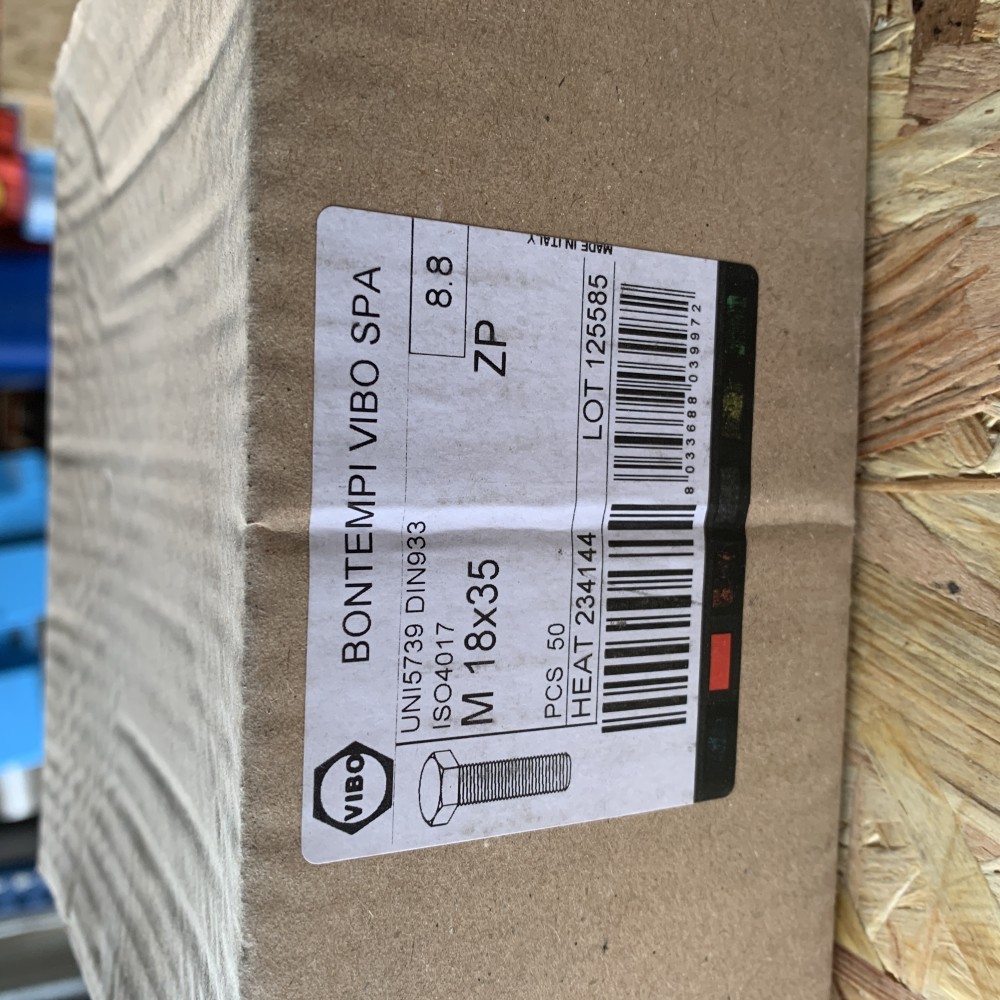 VIBO
BONTEMPI VIBO SPA
UNI5739 DIN933
ISO4017
8.8
M 18x35
ZP
PCS 50
MADE IN ITALY
HEAT 234144
LOT 125585
8 033688 039972